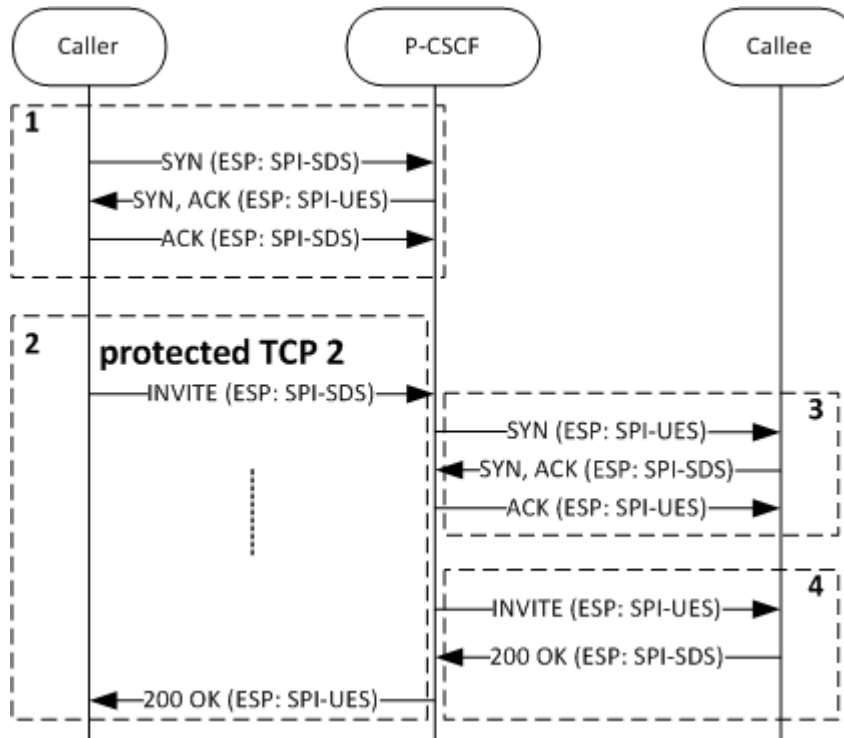 Caller
P-CSCF
Callee
1
SYN (ESP: SPI-SDS)
SYN, ACK (ESP: SPI-UES)
ACK (ESP: SPI-SDS)
2
protected TCP 2
INVITE (ESP: SPI-SDS)
3
SYN (ESP: SPI-UES)
SYN, ACK (ESP: SPI-SDS)
ACK (ESP: SPI-UES)
4
INVITE (ESP: SPI-UES)
200 OK (ESP: SPI-SDS)
200 OK (ESP: SPI-UES)